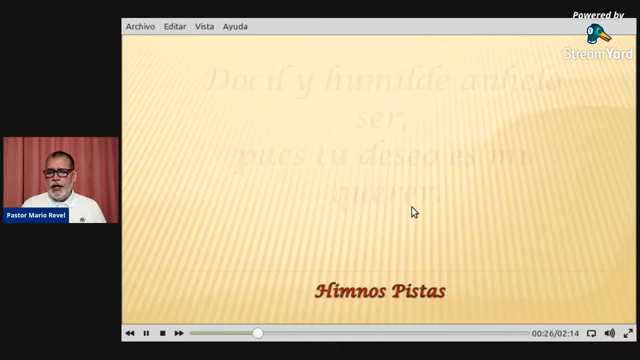 Powered by
StreamYard
Archivo Editar Vista Ayuda
Docil y humilde anhelo
ser,
pues tu deseo es mi
querer.
Pastor Mario Revel
Himnos Pistas
00:26/02:14